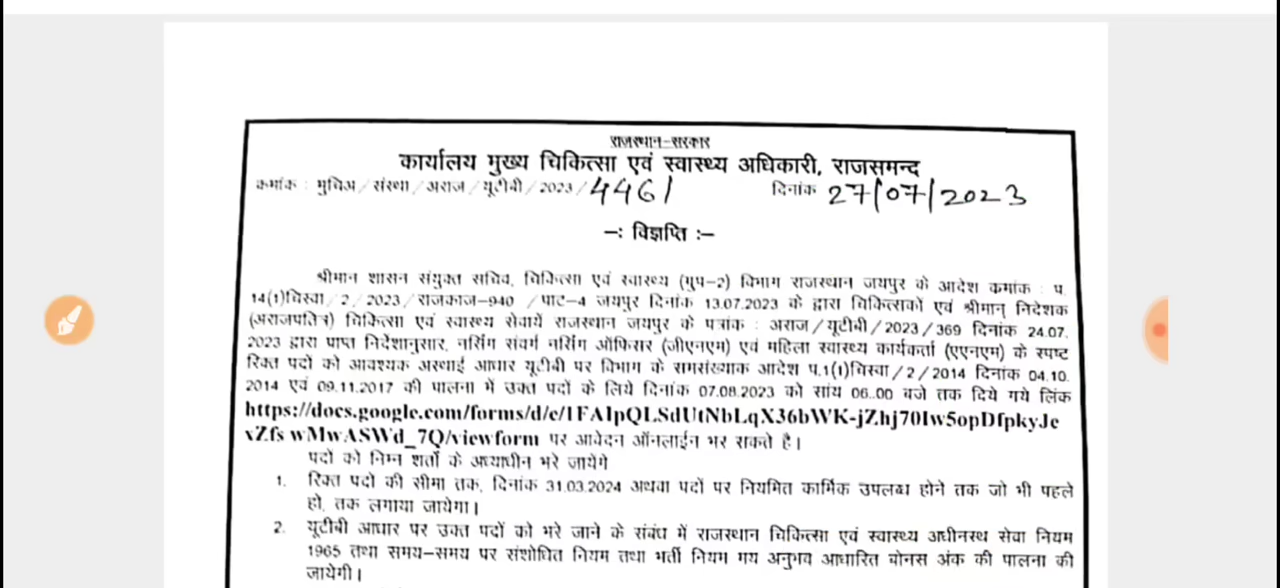 राजस्थान-सरकार
कार्यालय मुख्य चिकित्सा एवं स्वास्थ्य अधिकारी, राजसमन्द
कमांक : मुचिअ/संस्था/अराज/यूटीबी/2023/4461 दिनांक 27/07/2023
-: विज्ञप्ति :-
श्रीमान शासन संयुक्त सचिव, चिकित्सा एवं स्वास्थ्य (ग्रुप-2) विभाग राजस्थान जयपुर के आदेश कमांक : प.
14(1)चिस्वा/2/2023/राजकाज-940/पार्ट-4 जयपुर दिनांक 13.07.2023 के द्वारा चिकित्सकों एवं श्रीमान् निदेशक
(अराजपत्रित) चिकित्सा एवं स्वास्थ्य सेवायें राजस्थान जयपुर के पत्रांक : अराज/यूटीबी/2023/369 दिनांक 24.07.
2023 द्वारा प्राप्त निर्देशानुसार, नर्सिंग संवर्ग नर्सिंग ऑफिसर (जीएनएम) एवं महिला स्वास्थ्य कार्यकर्ता (एएनएम) के स्पष्ट
रिक्त पदों को आवश्यक अस्थाई आधार यूटीबी पर विभाग के समसंख्यक आदेश प.1(1)चिस्वा/2/2014 दिनांक 04.10.
2014 एवं 09.11.2017 की पालना में उक्त पदों के लिये दिनांक 07.08.2023 को सांय 06..00 बजे तक दिये गये लिंक
https://docs.google.com/forms/d/e/1FAIpQLSdUtNbLqX36bWK-jZhj70Iw5opDfpkyJe
vZfs wMwASWd_7Q/viewform पर आवेदन ऑनलाईन भर सकते है।
पदों को निम्न शर्तो के अध्याधीन भरे जायेगे
1. रिक्त पदों की सीमा तक, दिनांक 31.03.2024 अथवा पदों पर नियमित कार्मिक उपलब्ध होने तक जो भी पहले
हो, तक लगाया जायेगा।
2. यूटीबी आधार पर उक्त पदों को भरे जाने के संबंध में राजस्थान चिकित्सा एवं स्वास्थ्य अधीनस्थ सेवा नियम
1965 तथा समय-समय पर संशोधित नियम तथा भर्ती नियम मय अनुभव आधारित बोनस अंक की पालना की
जायेगी।